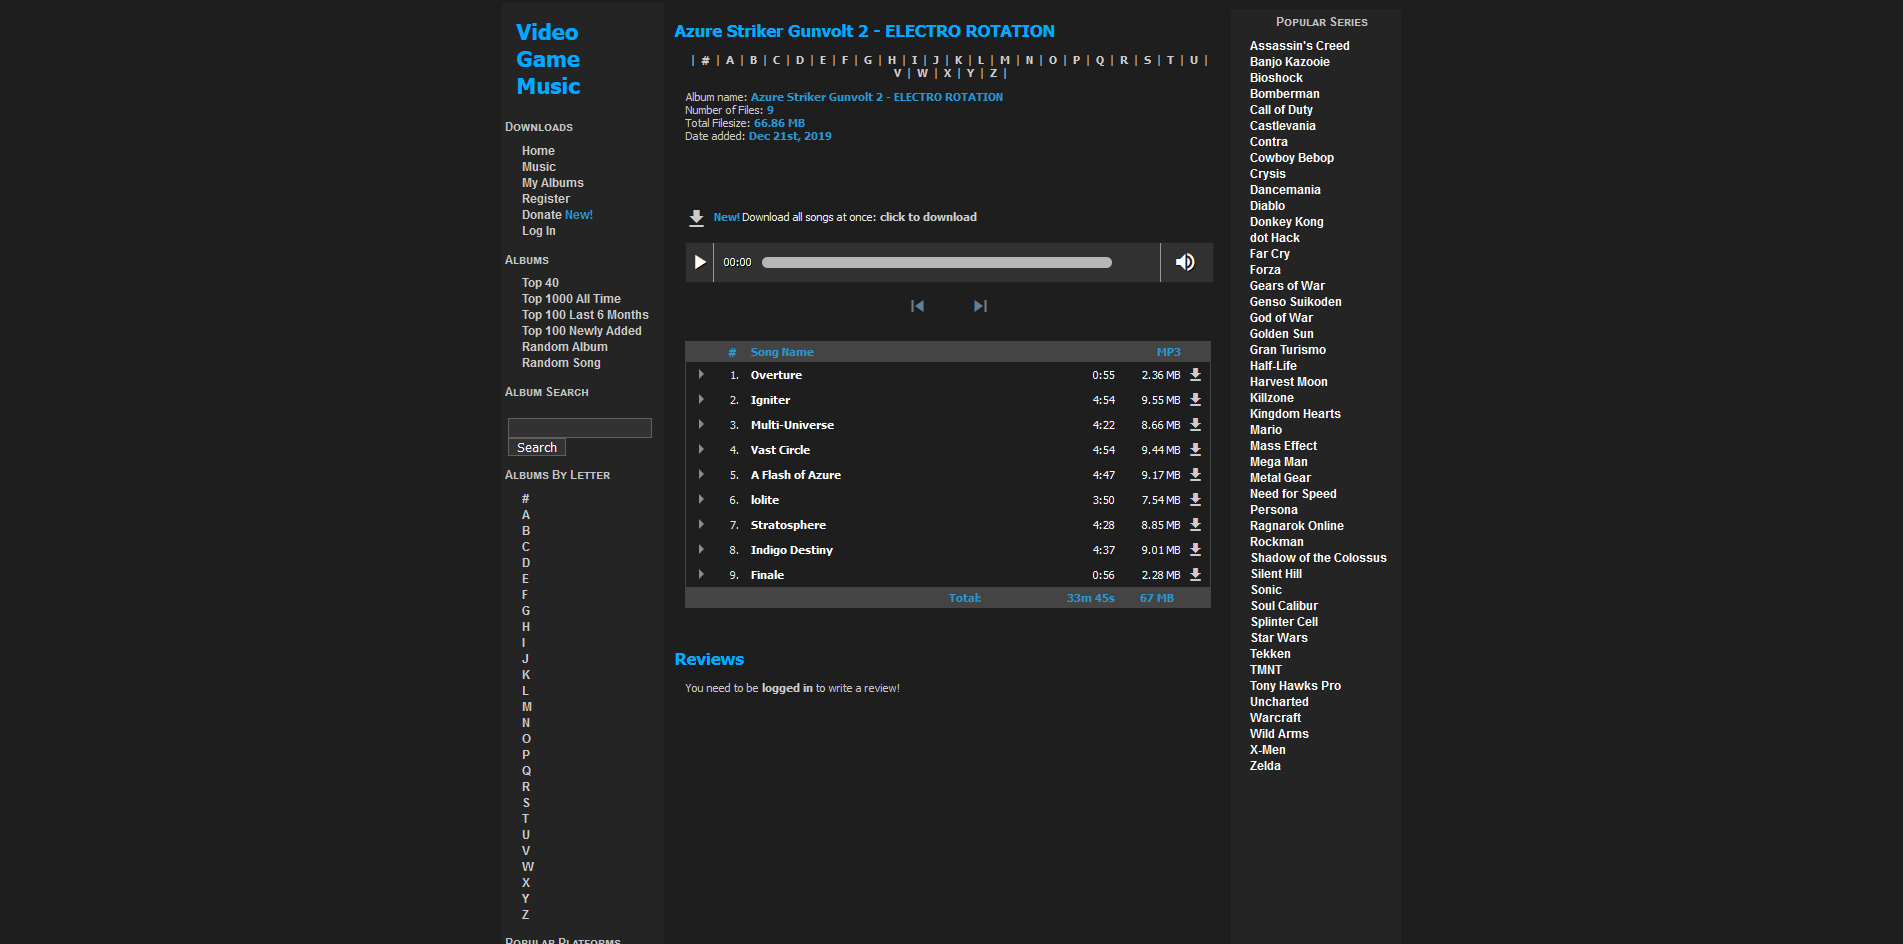 Video
Game
Music
Downloads
Home
Music
My Albums
Register
Donate New!
Log In
Albums
Top 40
Top 1000 All Time
Top 100 Last 6 Months
Top 100 Newly Added
Random Album
Random Song
Album Search
Search
Albums By Letter
#
A
B
C
D
E
F
G
H
I
J
K
L
M
N
O
P
Q
R
S
T
U
V
W
X
Y
Z
Popular Platforms
Azure Striker Gunvolt 2 - ELECTRO ROTATION
| # | A | B | C | D | E | F | G | H | I | J | K | L | M | N | O | P | Q | R | S | T | U |
V | W | X | Y | Z |
Album name: Azure Striker Gunvolt 2 - ELECTRO ROTATION
Number of Files: 9
Total Filesize: 66.86 MB
Date added: Dec 21st, 2019
New! Download all songs at once: click to download
00:00
# Song Name MP3
1. Overture 0:55 2.36 MB
2. Igniter 4:54 9.55 MB
3. Multi-Universe 4:22 8.66 MB
4. Vast Circle 4:54 9.44 MB
5. A Flash of Azure 4:47 9.17 MB
6. lolite 3:50 7.54 MB
7. Stratosphere 4:28 8.85 MB
8. Indigo Destiny 4:37 9.01 MB
9. Finale 0:56 2.28 MB
Total: 33m 45s 67 MB
Reviews
You need to be logged in to write a review!
Popular Series
Assassin's Creed
Banjo Kazooie
Bioshock
Bomberman
Call of Duty
Castlevania
Contra
Cowboy Bebop
Crysis
Dancemania
Diablo
Donkey Kong
dot Hack
Far Cry
Forza
Gears of War
Genso Suikoden
God of War
Golden Sun
Gran Turismo
Half-Life
Harvest Moon
Killzone
Kingdom Hearts
Mario
Mass Effect
Mega Man
Metal Gear
Need for Speed
Persona
Ragnarok Online
Rockman
Shadow of the Colossus
Silent Hill
Sonic
Soul Calibur
Splinter Cell
Star Wars
Tekken
TMNT
Tony Hawks Pro
Uncharted
Warcraft
Wild Arms
X-Men
Zelda